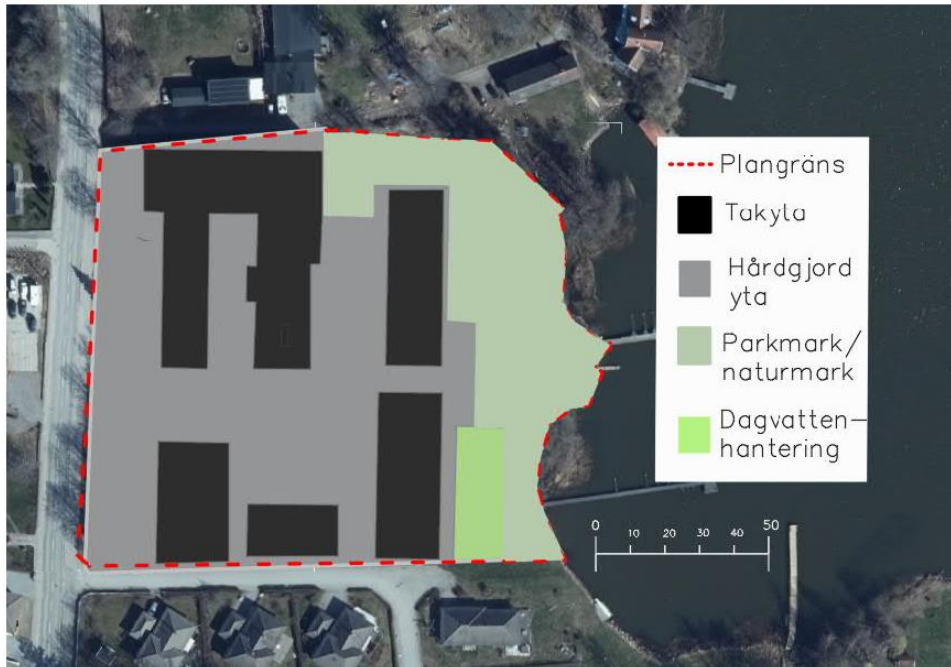 Plangräns
Takyta
Hårdgjord
yta
Parkmark/
naturmark
Dagvatten-
hantering
0 10 20 30 40 50